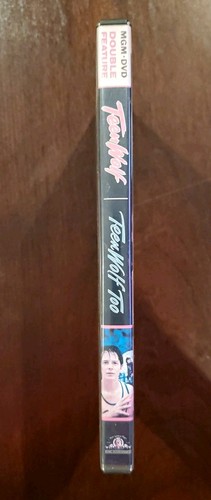 MGM-DVD
DOUBLE
FEATURE
Teen Wolf
Teen Wolf Too